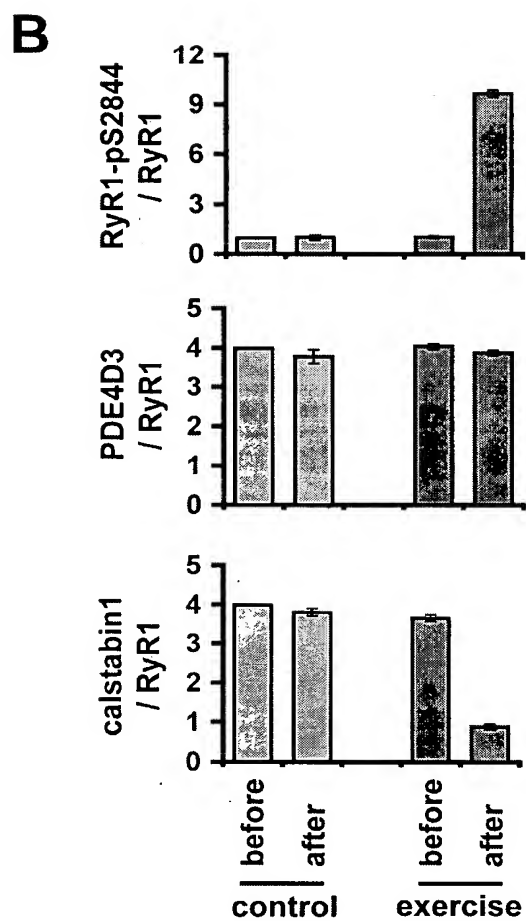 B
RyR1-pS2844
/ RyR1
12
9
6
3
0
PDE4D3
/ RyR1
5
4
3
2
1
0
calstabin1
/ RyR1
5
4
3
2
1
0
before
after
before
after
control
exercise